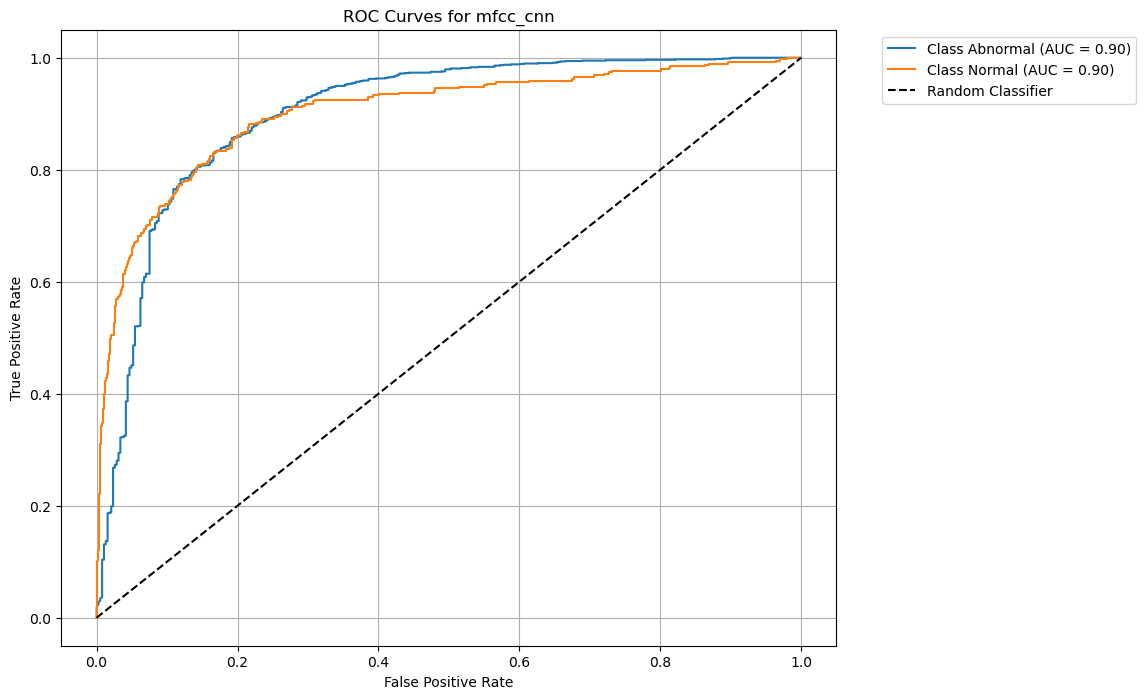 ROC Curves for mfcc_cnn
Class Abnormal (AUC = 0.90)
Class Normal (AUC = 0.90)
Random Classifier
True Positive Rate
1.0
0.8
0.6
0.4
0.2
0.0
0.0
0.2
0.4
0.6
0.8
1.0
False Positive Rate